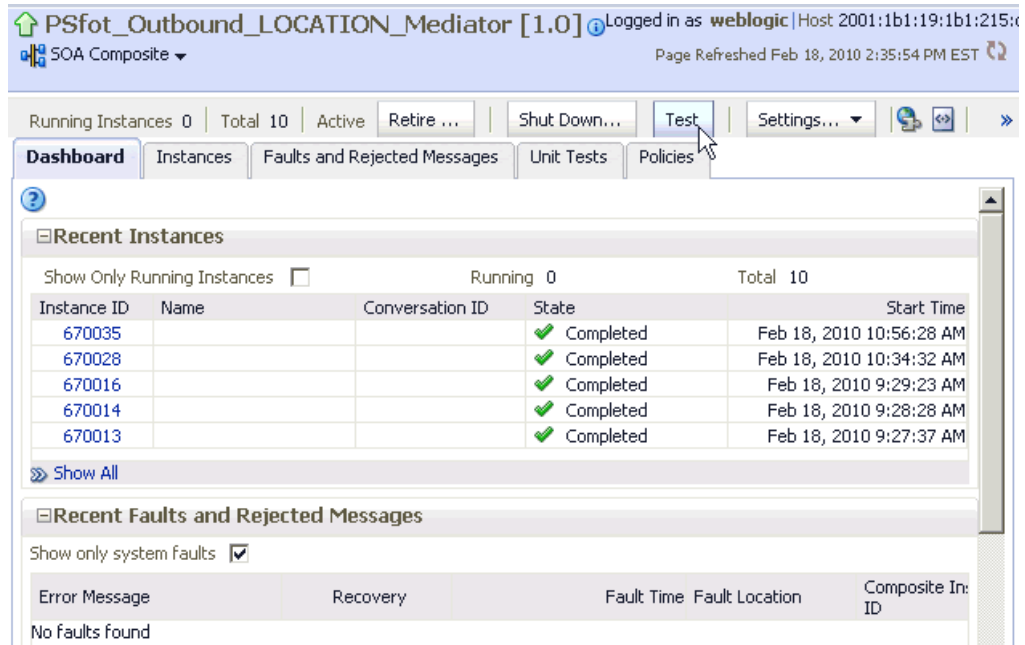 PSfot_Outbound_LOCATION_Mediator [1.0] Logged in as weblogic|Host 2001:1b1:19:1b1:215:
SOA Composite Page Refreshed Feb 18, 2010 2:35:54 PM EST
Running Instances 0 Total 10 Active Retire ... Shut Down... Test Settings...
Dashboard Instances Faults and Rejected Messages Unit Tests Policies
Recent Instances
Show Only Running Instances Running 0 Total 10
Instance ID Name Conversation ID State Start Time
670035 Completed Feb 18, 2010 10:56:28 AM
670028 Completed Feb 18, 2010 10:34:32 AM
670016 Completed Feb 18, 2010 9:29:23 AM
670014 Completed Feb 18, 2010 9:28:28 AM
670013 Completed Feb 18, 2010 9:27:37 AM
Show All
Recent Faults and Rejected Messages
Show only system faults
Error Message Recovery Fault Time Fault Location Composite Ins ID
No faults found